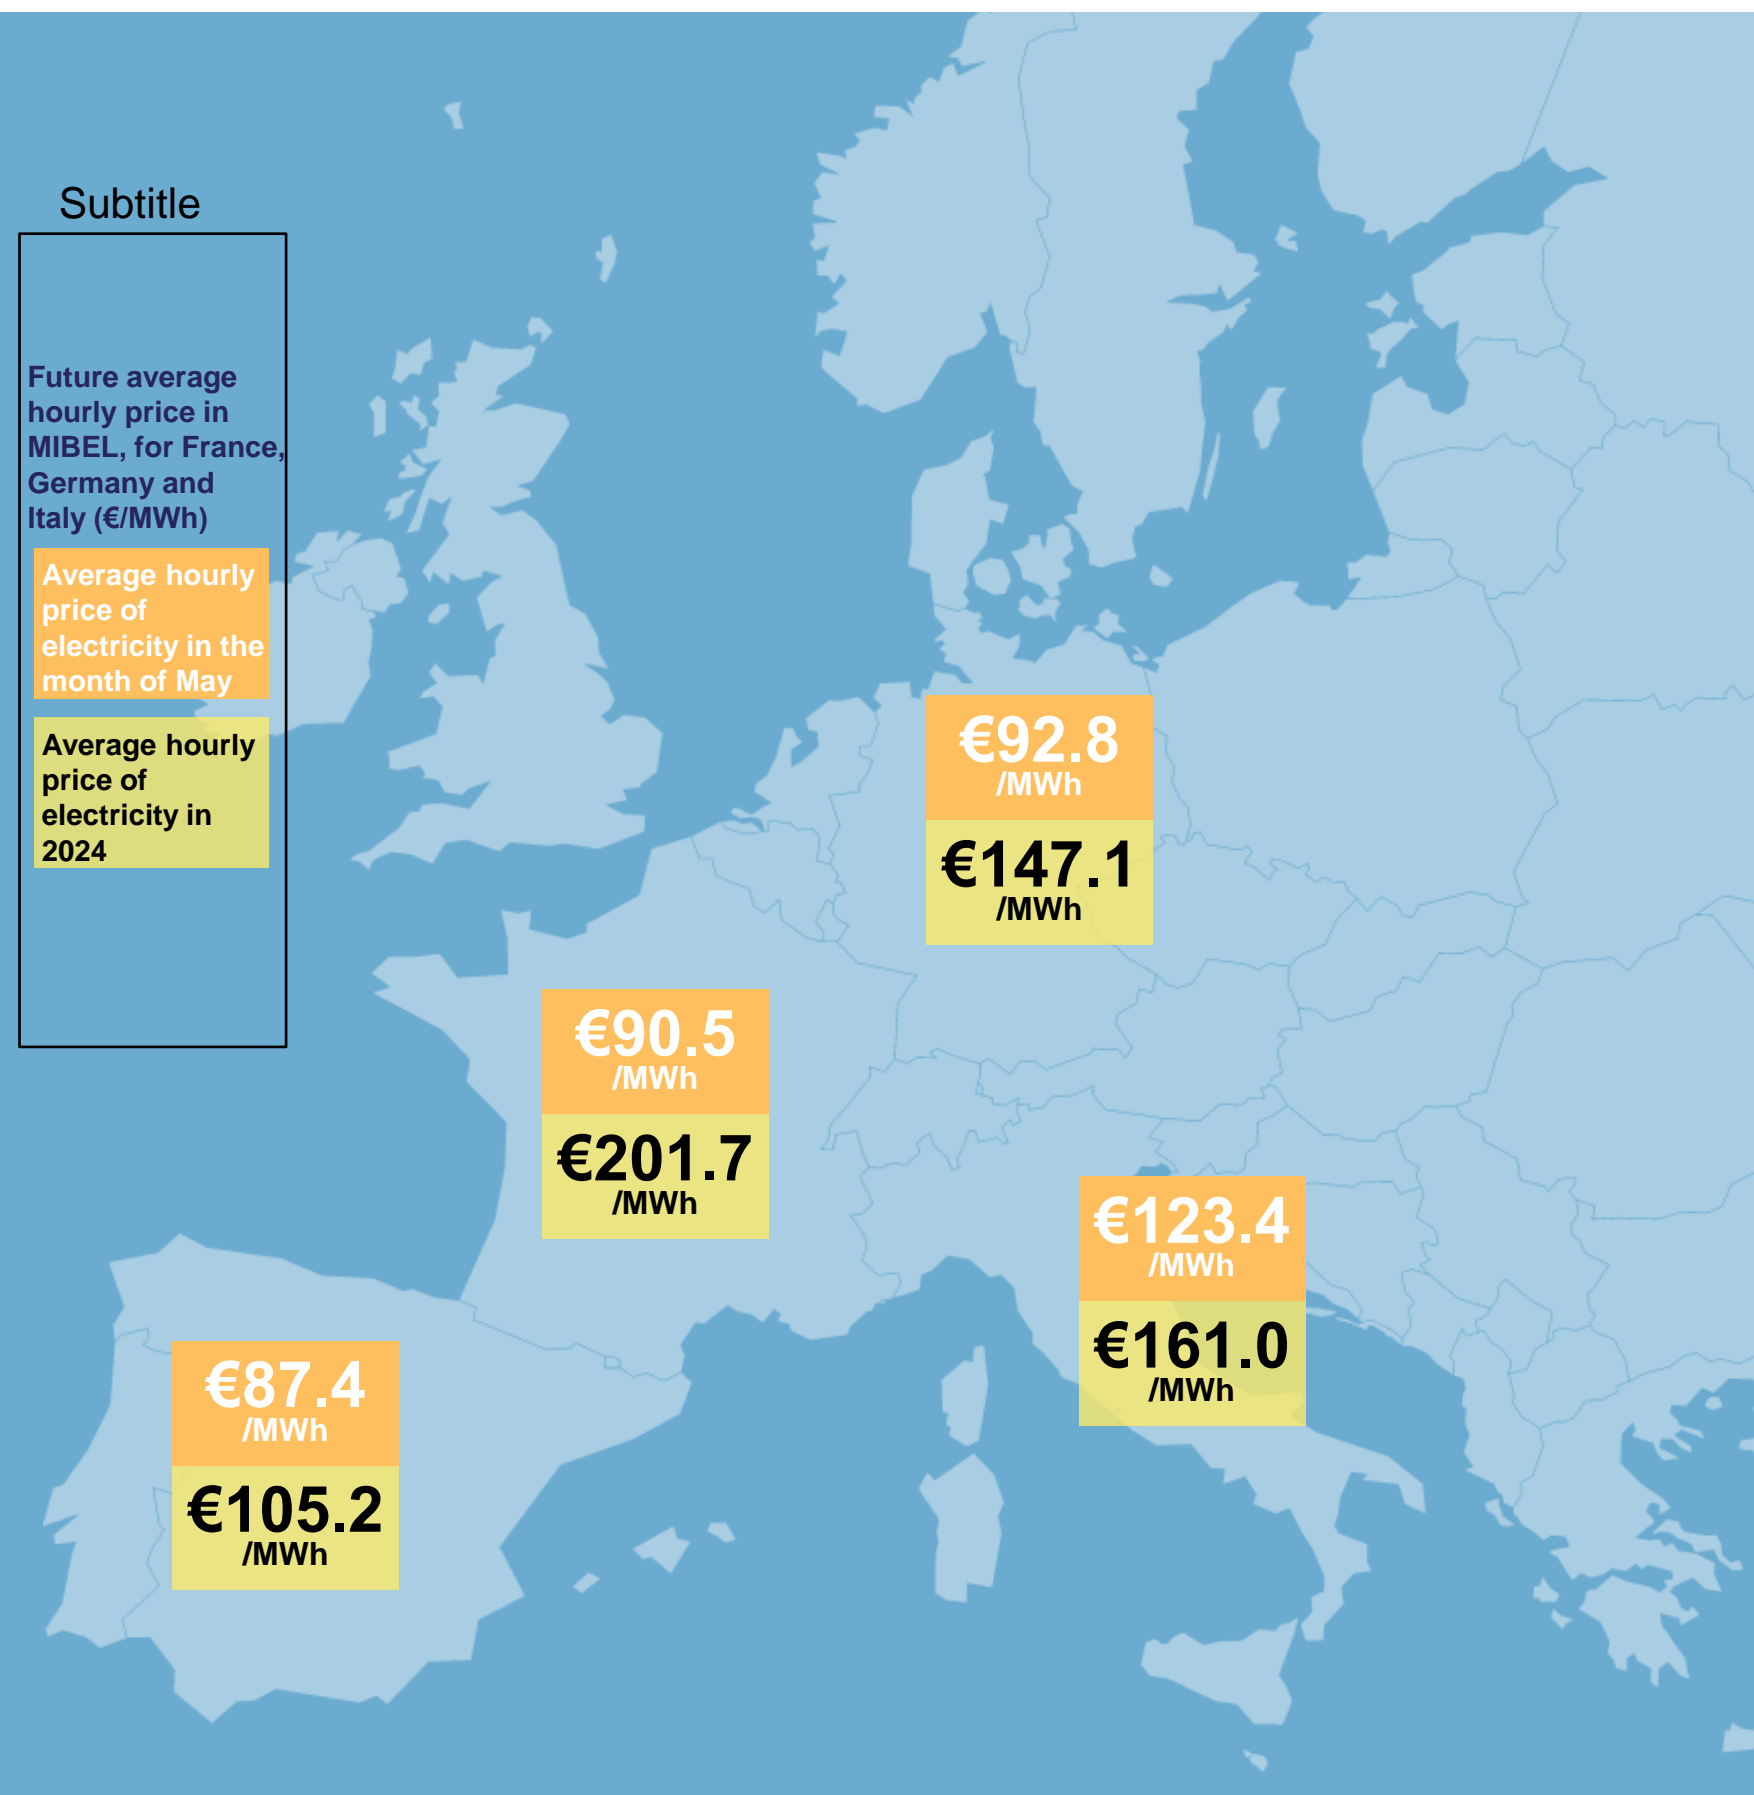 Subtitle
Future average
hourly price in
MIBEL, for France,
Germany and
Italy (€/MWh)
Average hourly
price of
electricity in the
month of May
Average hourly
price of
electricity in
2024
€92.8
/MWh
€147.1
/MWh
€90.5
/MWh
€201.7
/MWh
€123.4
/MWh
€161.0
/MWh
€87.4
/MWh
€105.2
/MWh